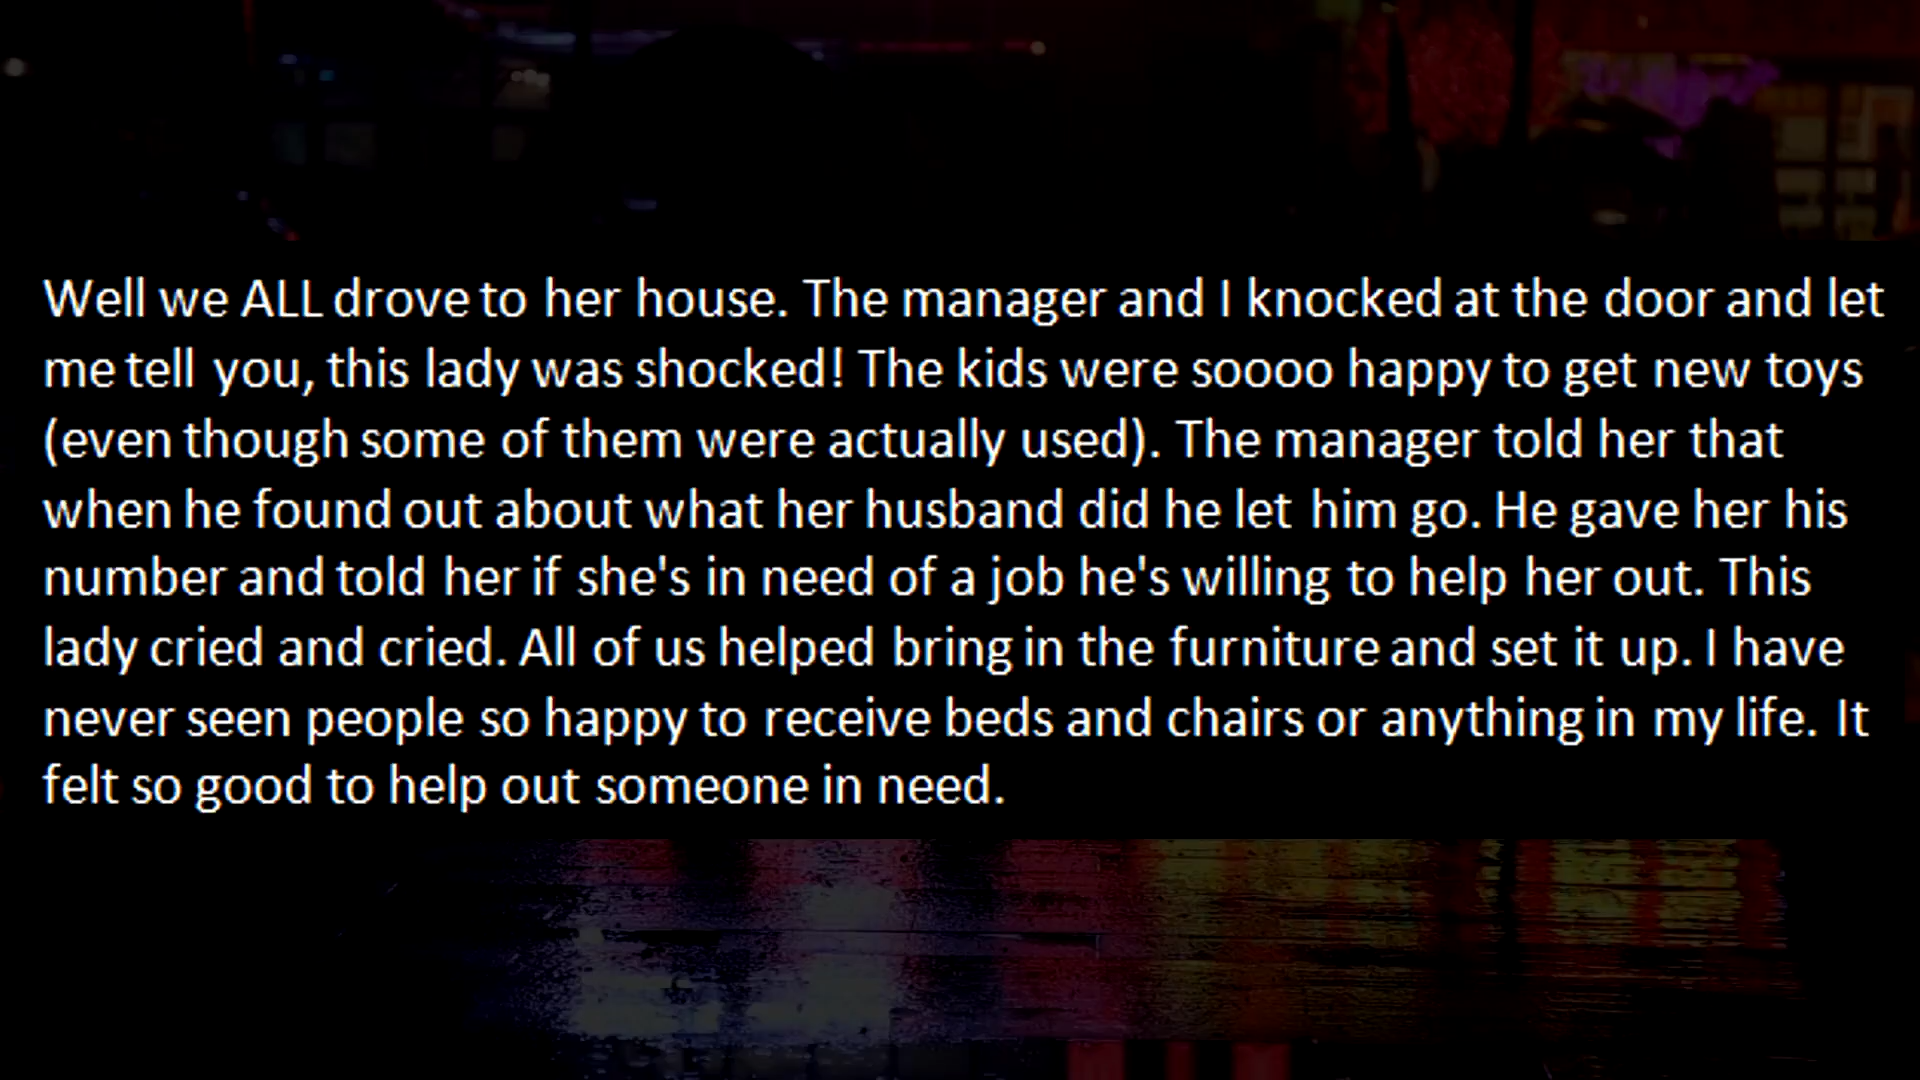 Well we ALL drove to her house. The manager and I knocked at the door and let
me tell you, this lady was shocked! The kids were soooo happy to get new toys
(even though some of them were actually used). The manager told her that
when he found out about what her husband did he let him go. He gave her his
number and told her if she's in need of a job he's willing to help her out. This
lady cried and cried. All of us helped bring in the furniture and set it up. I have
never seen people so happy to receive beds and chairs or anything in my life. It
felt so good to help out someone in need.